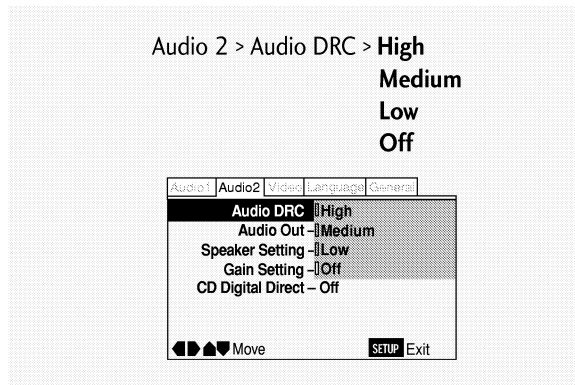 Audio 2 > Audio DRC > High
Medium
Low
Off
Audio1 Audio2 Video Language General
Audio DRC High
Audio Out – Medium
Speaker Setting – Low
Gain Setting – Off
CD Digital Direct – Off
Move SETUP Exit